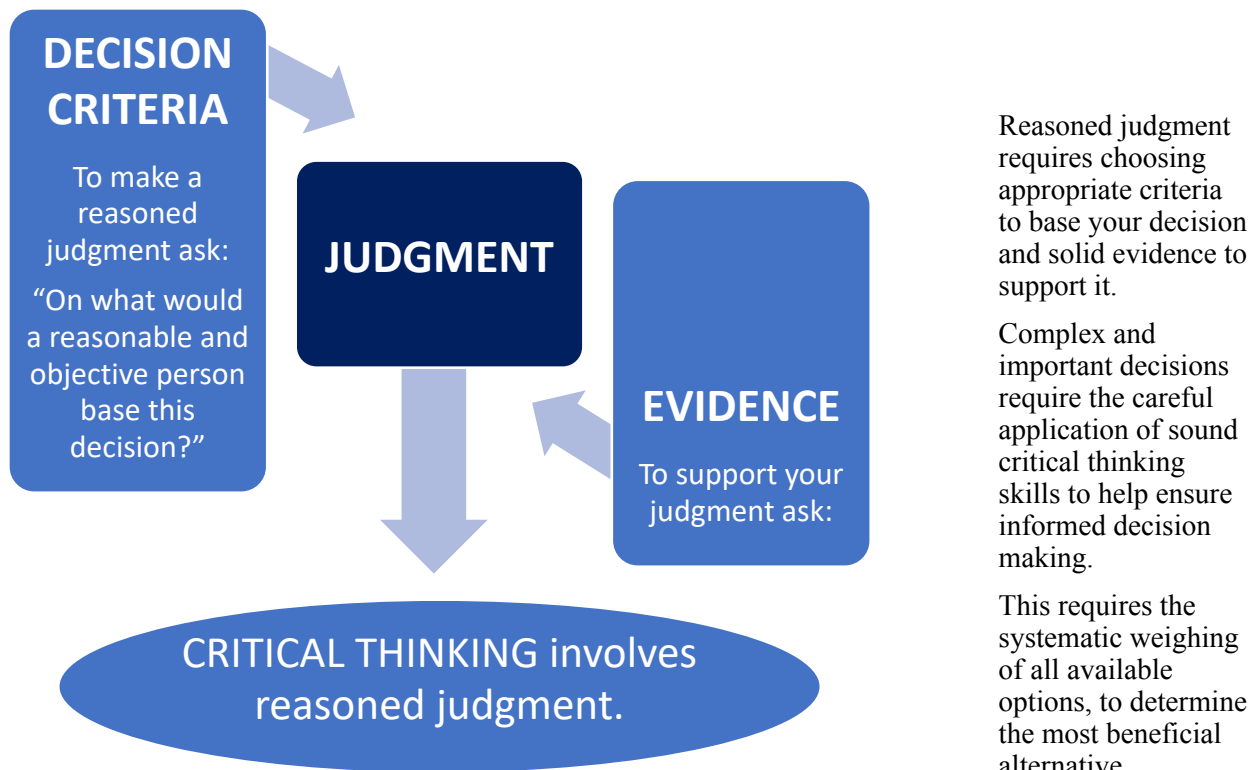 DECISION
CRITERIA
To make a
reasoned
judgment ask:
“On what would
a reasonable and
objective person
base this
decision?”
JUDGMENT
EVIDENCE
To support your
judgment ask:
CRITICAL THINKING involves
reasoned judgment.
Reasoned judgment
requires choosing
appropriate criteria
to base your decision
and solid evidence to
support it.
Complex and
important decisions
require the careful
application of sound
critical thinking
skills to help ensure
informed decision
making.
This requires the
systematic weighing
of all available
options, to determine
the most beneficial
alternative